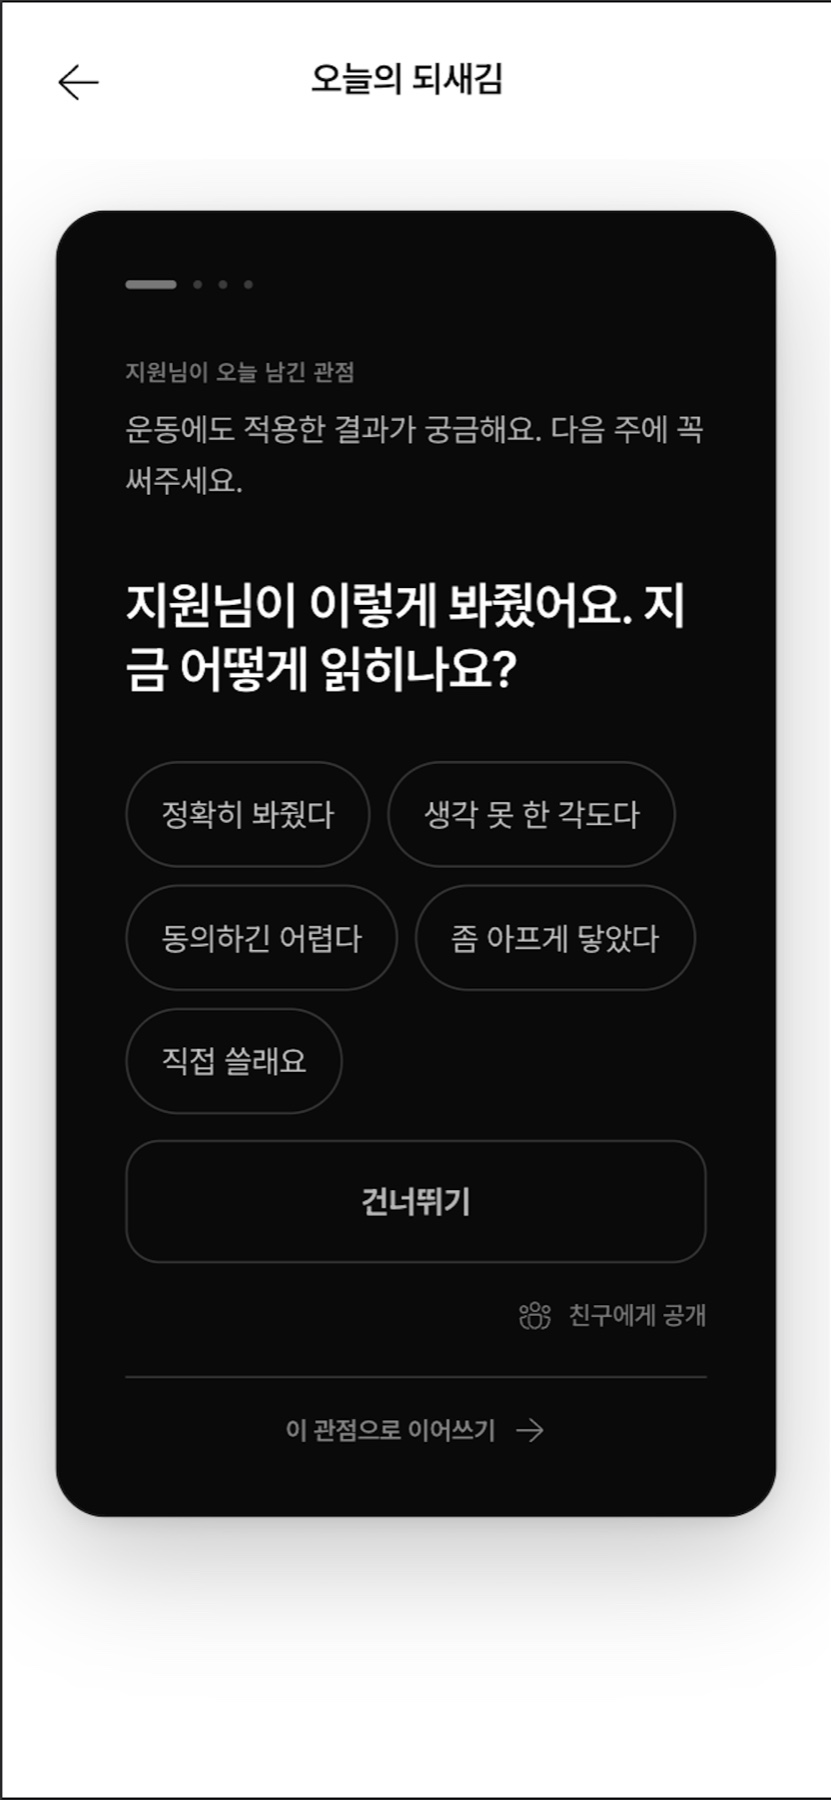 오늘의 되새김
지원님이 오늘 남긴 관점
운동에도 적용한 결과가 궁금해요. 다음 주에 꼭
써주세요.
지원님이 이렇게 봐줬어요. 지
금 어떻게 읽히나요?
정확히 봐줬다
생각 못 한 각도다
동의하긴 어렵다
좀 아프게 닿았다
직접 쓸래요
건너뛰기
친구에게 공개
이 관점으로 이어쓰기